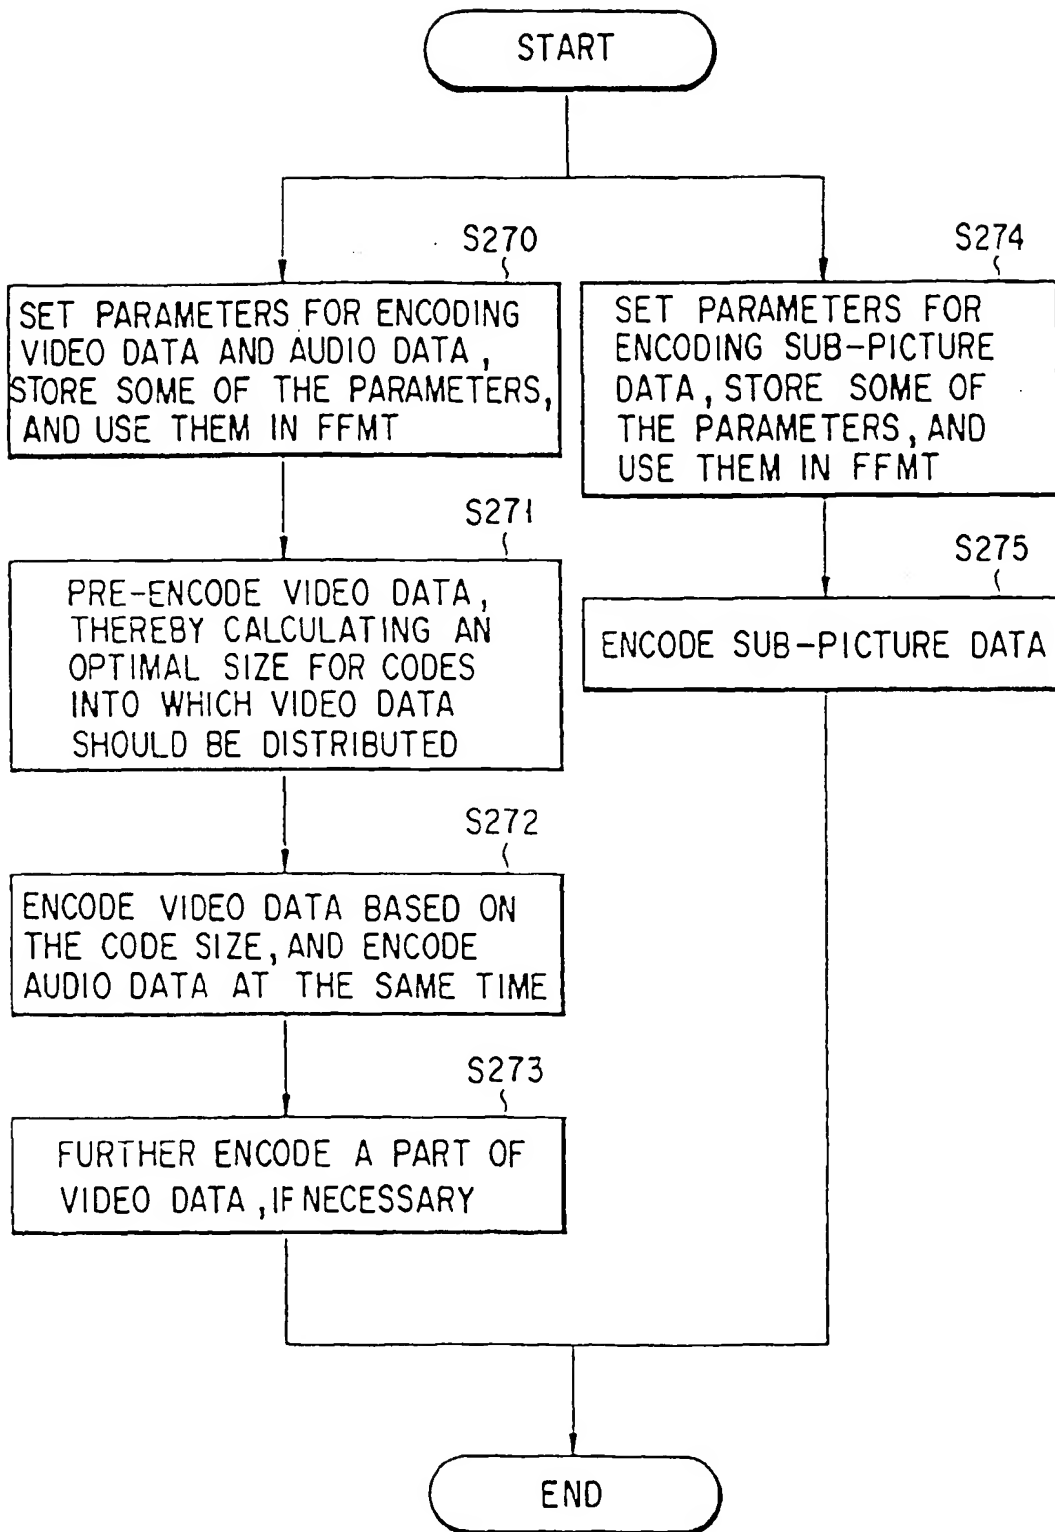 START
S270
SET PARAMETERS FOR ENCODING
VIDEO DATA AND AUDIO DATA,
STORE SOME OF THE PARAMETERS,
AND USE THEM IN FFMT
S271
PRE-ENCODE VIDEO DATA,
THEREBY CALCULATING AN
OPTIMAL SIZE FOR CODES
INTO WHICH VIDEO DATA
SHOULD BE DISTRIBUTED
S272
ENCODE VIDEO DATA BASED ON
THE CODE SIZE, AND ENCODE
AUDIO DATA AT THE SAME TIME
S273
FURTHER ENCODE A PART OF
VIDEO DATA, IF NECESSARY
S274
SET PARAMETERS FOR
ENCODING SUB-PICTURE
DATA, STORE SOME OF
THE PARAMETERS, AND
USE THEM IN FFMT
S275
ENCODE SUB-PICTURE DATA
END